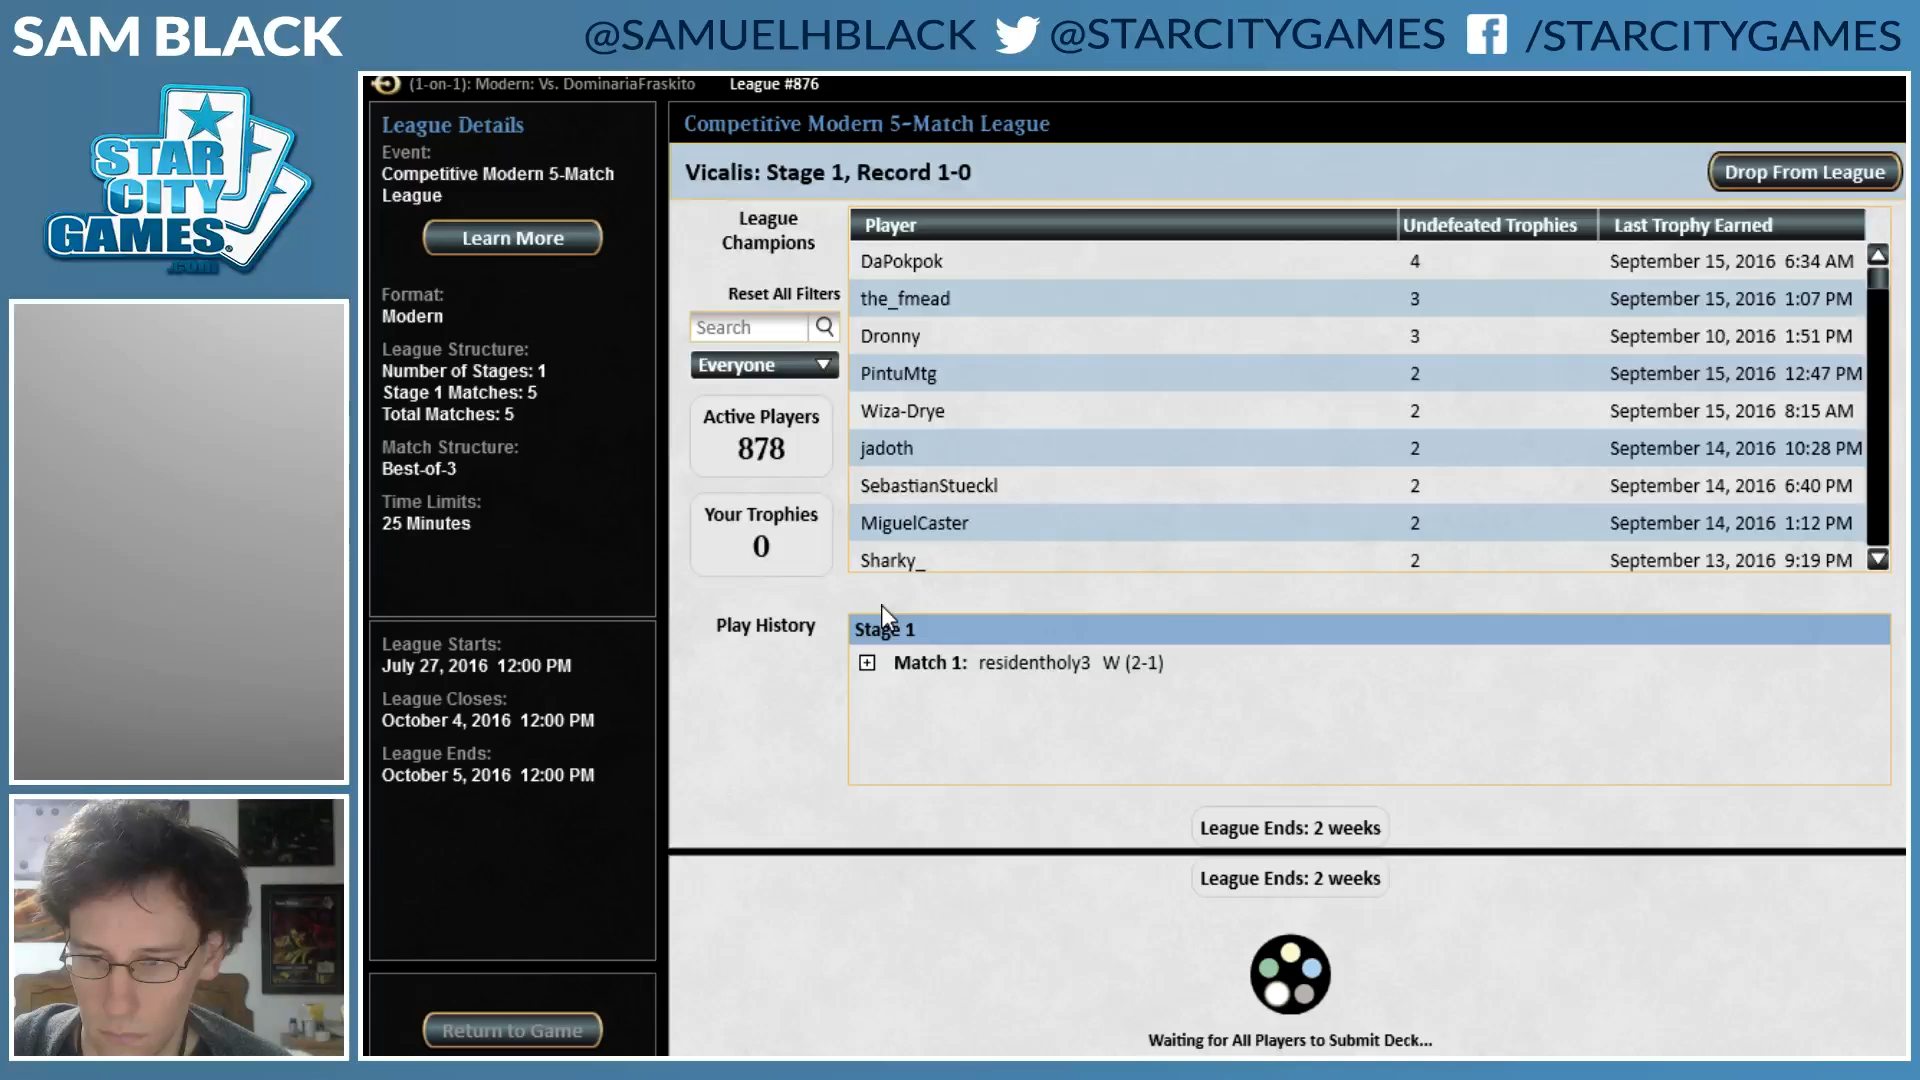 SAM BLACK
@SAMUELHBLACK @STARCITYGAMES /STARCITYGAMES
STAR
CITY
GAMES
.com
(1-on-1): Modern: Vs. DominariaFraskito League #876
League Details
Event:
Competitive Modern 5-Match
League
Learn More
Format:
Modern
League Structure:
Number of Stages: 1
Stage 1 Matches: 5
Total Matches: 5
Match Structure:
Best-of-3
Time Limits:
25 Minutes
League Starts:
July 27, 2016 12:00 PM
League Closes:
October 4, 2016 12:00 PM
League Ends:
October 5, 2016 12:00 PM
Return to Game
Competitive Modern 5-Match League
Vicalis: Stage 1, Record 1-0
Drop From League
League
Champions
Reset All Filters
Search
Everyone
Active Players
878
Your Trophies
0
Player Undefeated Trophies Last Trophy Earned
DaPokpok 4 September 15, 2016 6:34 AM
the_fmead 3 September 15, 2016 1:07 PM
Dronny 3 September 10, 2016 1:51 PM
PintuMtg 2 September 15, 2016 12:47 PM
Wiza-Drye 2 September 15, 2016 8:15 AM
jadoth 2 September 14, 2016 10:28 PM
SebastianStueckl 2 September 14, 2016 6:40 PM
MiguelCaster 2 September 14, 2016 1:12 PM
Sharky_ 2 September 13, 2016 9:19 PM
Play History
Stage 1
Match 1: residentholy3 W (2-1)
League Ends: 2 weeks
League Ends: 2 weeks
Waiting for All Players to Submit Deck...